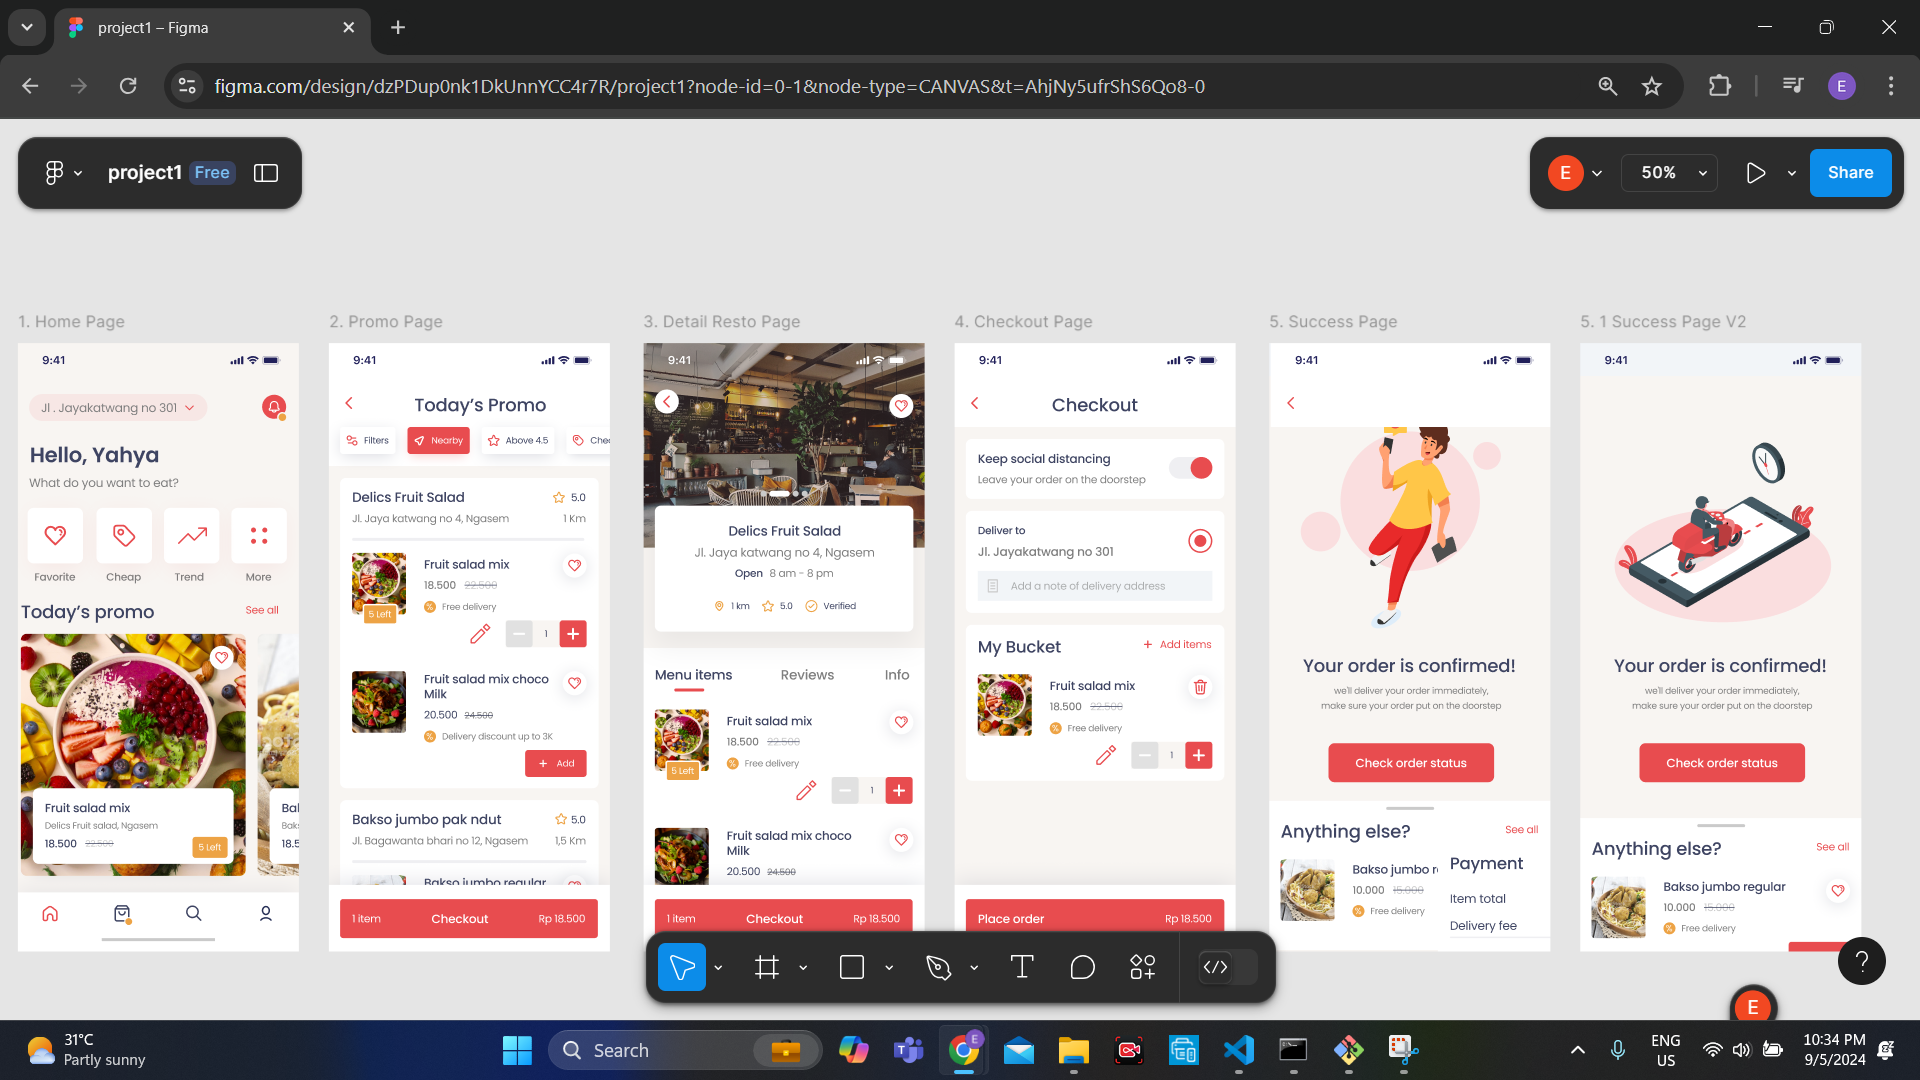 project1 – Figma
figma.com/design/dzPDup0nk1DkUnnYCC4r7R/project1?node-id=0-1&node-type=CANVAS&t=AhjNy5ufrShS6Qo8-0
E
project1 Free
E
50%
Share
1. Home Page
9:41
Jl . Jayakatwang no 301
Hello, Yahya
What do you want to eat?
Favorite
Cheap
Trend
More
Today's promo
See all
Fruit salad mix
Delics Fruit salad, Ngasem
18.500 22.500
5 Left
Bal
Baks
18.5
2. Promo Page
9:41
Today's Promo
Filters
Nearby
Above 4.5
Chea
Delics Fruit Salad
5.0
Jl. Jaya katwang no 4, Ngasem
1 Km
Fruit salad mix
18.500 22.500
Free delivery
5 Left
1
Fruit salad mix choco
Milk
20.500 24.500
Delivery discount up to 3K
Add
Bakso jumbo pak ndut
5.0
Jl. Bagawanta bhari no 12, Ngasem
1,5 Km
Bakso jumbo regular
1 item
Checkout
Rp 18.500
3. Detail Resto Page
9:41
Delics Fruit Salad
Jl. Jaya katwang no 4, Ngasem
Open 8 am - 8 pm
1 km
5.0
Verified
Menu items
Reviews
Info
Fruit salad mix
18.500 22.500
Free delivery
5 Left
1
Fruit salad mix choco
Milk
20.500 24.500
1 item
Checkout
Rp 18.500
4. Checkout Page
9:41
Checkout
Keep social distancing
Leave your order on the doorstep
Deliver to
Jl. Jayakatwang no 301
Add a note of delivery address
My Bucket
Add items
Fruit salad mix
18.500 22.500
Free delivery
1
Place order
Rp 18.500
5. Success Page
9:41
Your order is confirmed!
we'll deliver your order immediately,
make sure your order put on the doorstep
Check order status
Anything else?
See all
Bakso jumbo r
10.000 15.000
Free delivery
Payment
Item total
Delivery fee
5. 1 Success Page V2
9:41
Your order is confirmed!
we'll deliver your order immediately,
make sure your order put on the doorstep
Check order status
Anything else?
See all
Bakso jumbo regular
10.000 15.000
Free delivery
?
E
31°C
Partly sunny
Search
E
ENG
US
10:34 PM
9/5/2024